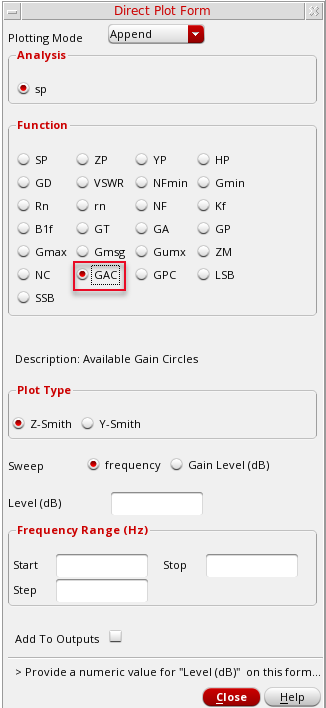 Direct Plot Form
Plotting Mode Append
Analysis
sp
Function
SP ZP YP HP
GD VSWR NFmin Gmin
Rn rn NF Kf
B1f GT GA GP
Gmax Gmsg Gumx ZM
NC GAC GPC LSB
SSB
Description: Available Gain Circles
Plot Type
Z-Smith Y-Smith
Sweep frequency Gain Level (dB)
Level (dB)
Frequency Range (Hz)
Start Stop
Step
Add To Outputs
> Provide a numeric value for "Level (dB)" on this form...
Close Help